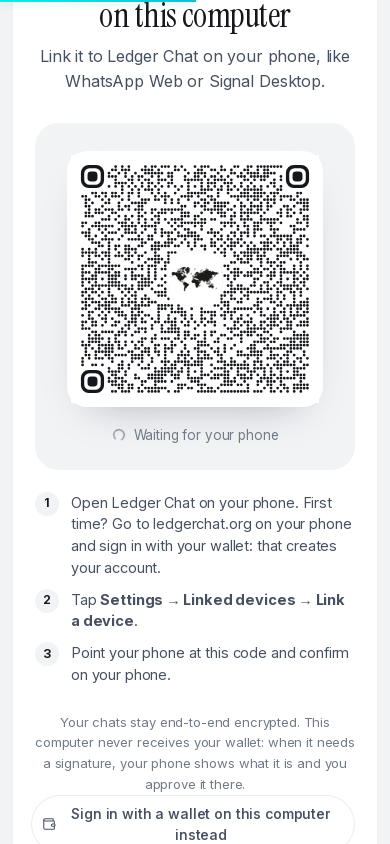 on this computer
Link it to Ledger Chat on your phone, like
WhatsApp Web or Signal Desktop.
Waiting for your phone
1 Open Ledger Chat on your phone. First
time? Go to ledgerchat.org on your phone
and sign in with your wallet: that creates
your account.
2 Tap Settings → Linked devices → Link
a device.
3 Point your phone at this code and confirm
on your phone.
Your chats stay end-to-end encrypted. This
computer never receives your wallet: when it needs
a signature, your phone shows what it is and you
approve it there.
Sign in with a wallet on this computer
instead